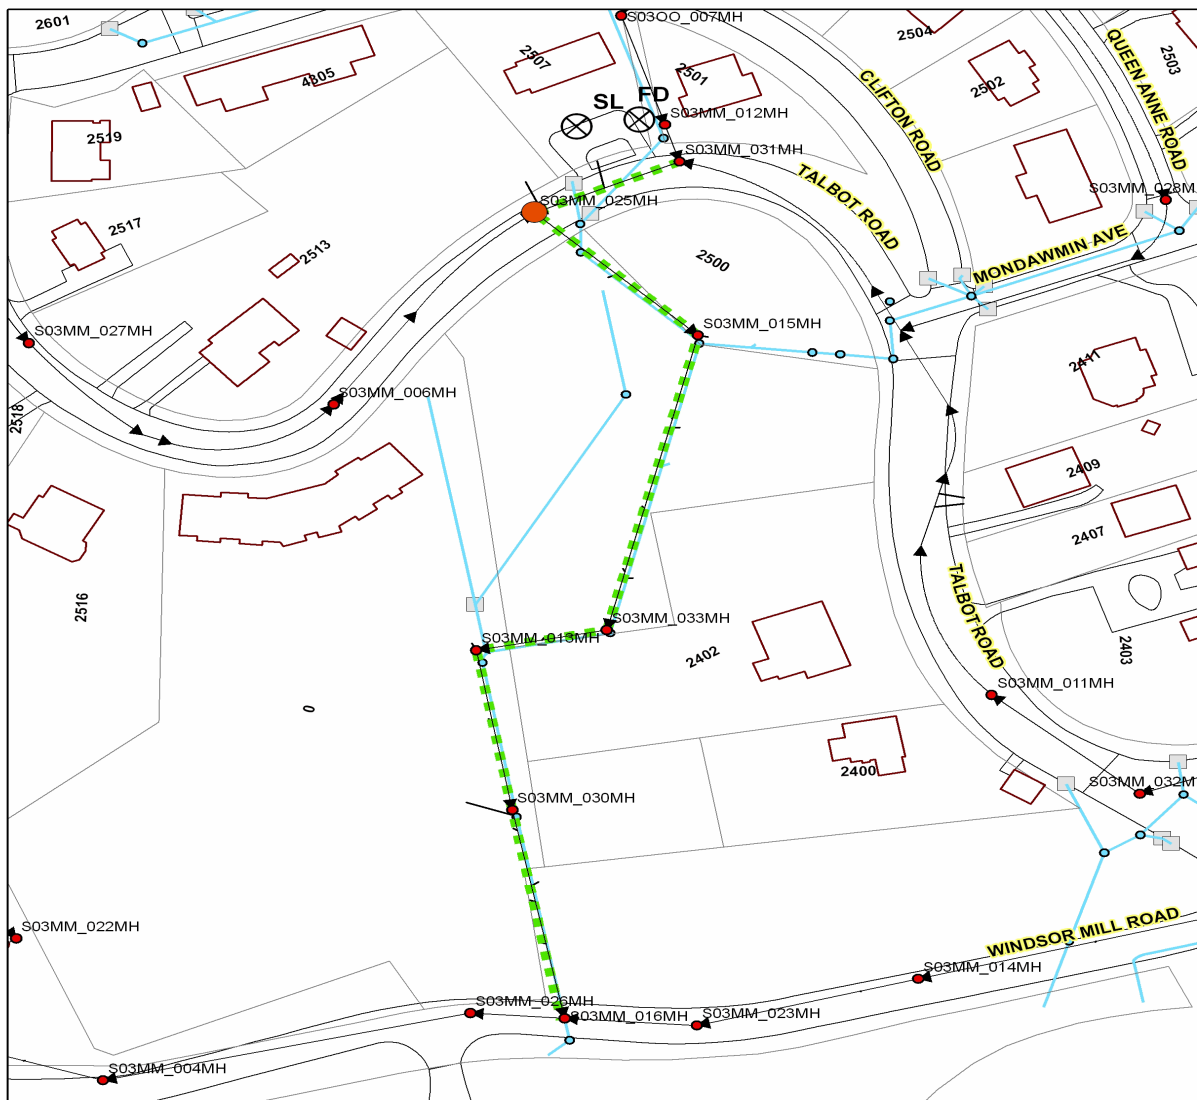 2601
S03OO_007MH
2504
QUEEN ANNE ROAD
2503
2507
2501
4805
CLIFTON ROAD
2502
SL
FD
S03MM_012MH
2519
S03MM_031MH
TALBOT ROAD
S03MM_028M
S03MM_025MH
2517
2513
2500
MONDAWMIN AVE
S03MM_027MH
S03MM_015MH
2411
S03MM_006MH
2518
2409
2407
2516
TALBOT ROAD
S03MM_033MH
S03MM_013MH
2402
2403
S03MM_011MH
0
2400
S03MM_032M
S03MM_030MH
S03MM_022MH
WINDSOR MILL ROAD
S03MM_014MH
S03MM_026MH
S03MM_016MH
S03MM_023MH
S03MM_004MH